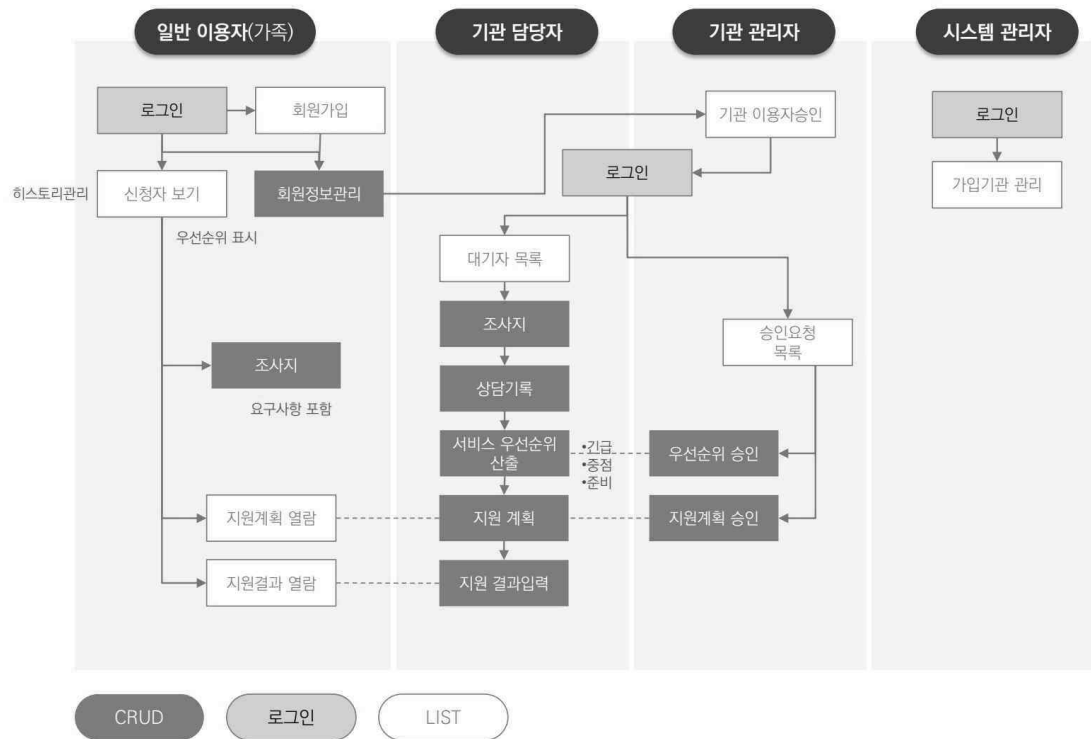 일반 이용자(가족)
기관 담당자
기관 관리자
시스템 관리자
로그인
회원가입
기관 이용자승인
로그인
로그인
히스토리관리
신청자 보기
회원정보관리
가입기관 관리
우선순위 표시
대기자 목록
조사지
승인요청
목록
조사지
상담기록
요구사항 포함
서비스 우선순위
산출
•긴급
•중점
•준비
우선순위 승인
지원계획 열람
지원 계획
지원계획 승인
지원결과 열람
지원 결과입력
CRUD
로그인
LIST